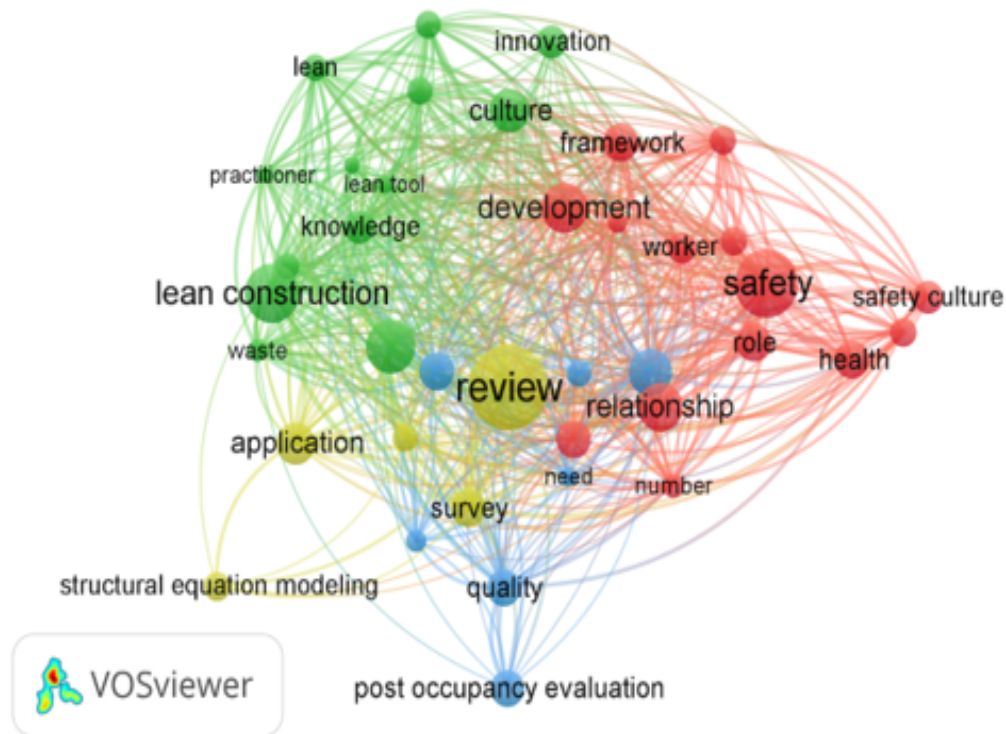 innovation
lean
culture
framework
practitioner
lean tool
development
knowledge
worker
safety
lean construction
safety culture
role
waste
health
review
relationship
application
need
number
survey
structural equation modeling
quality
VOSviewer
post occupancy evaluation